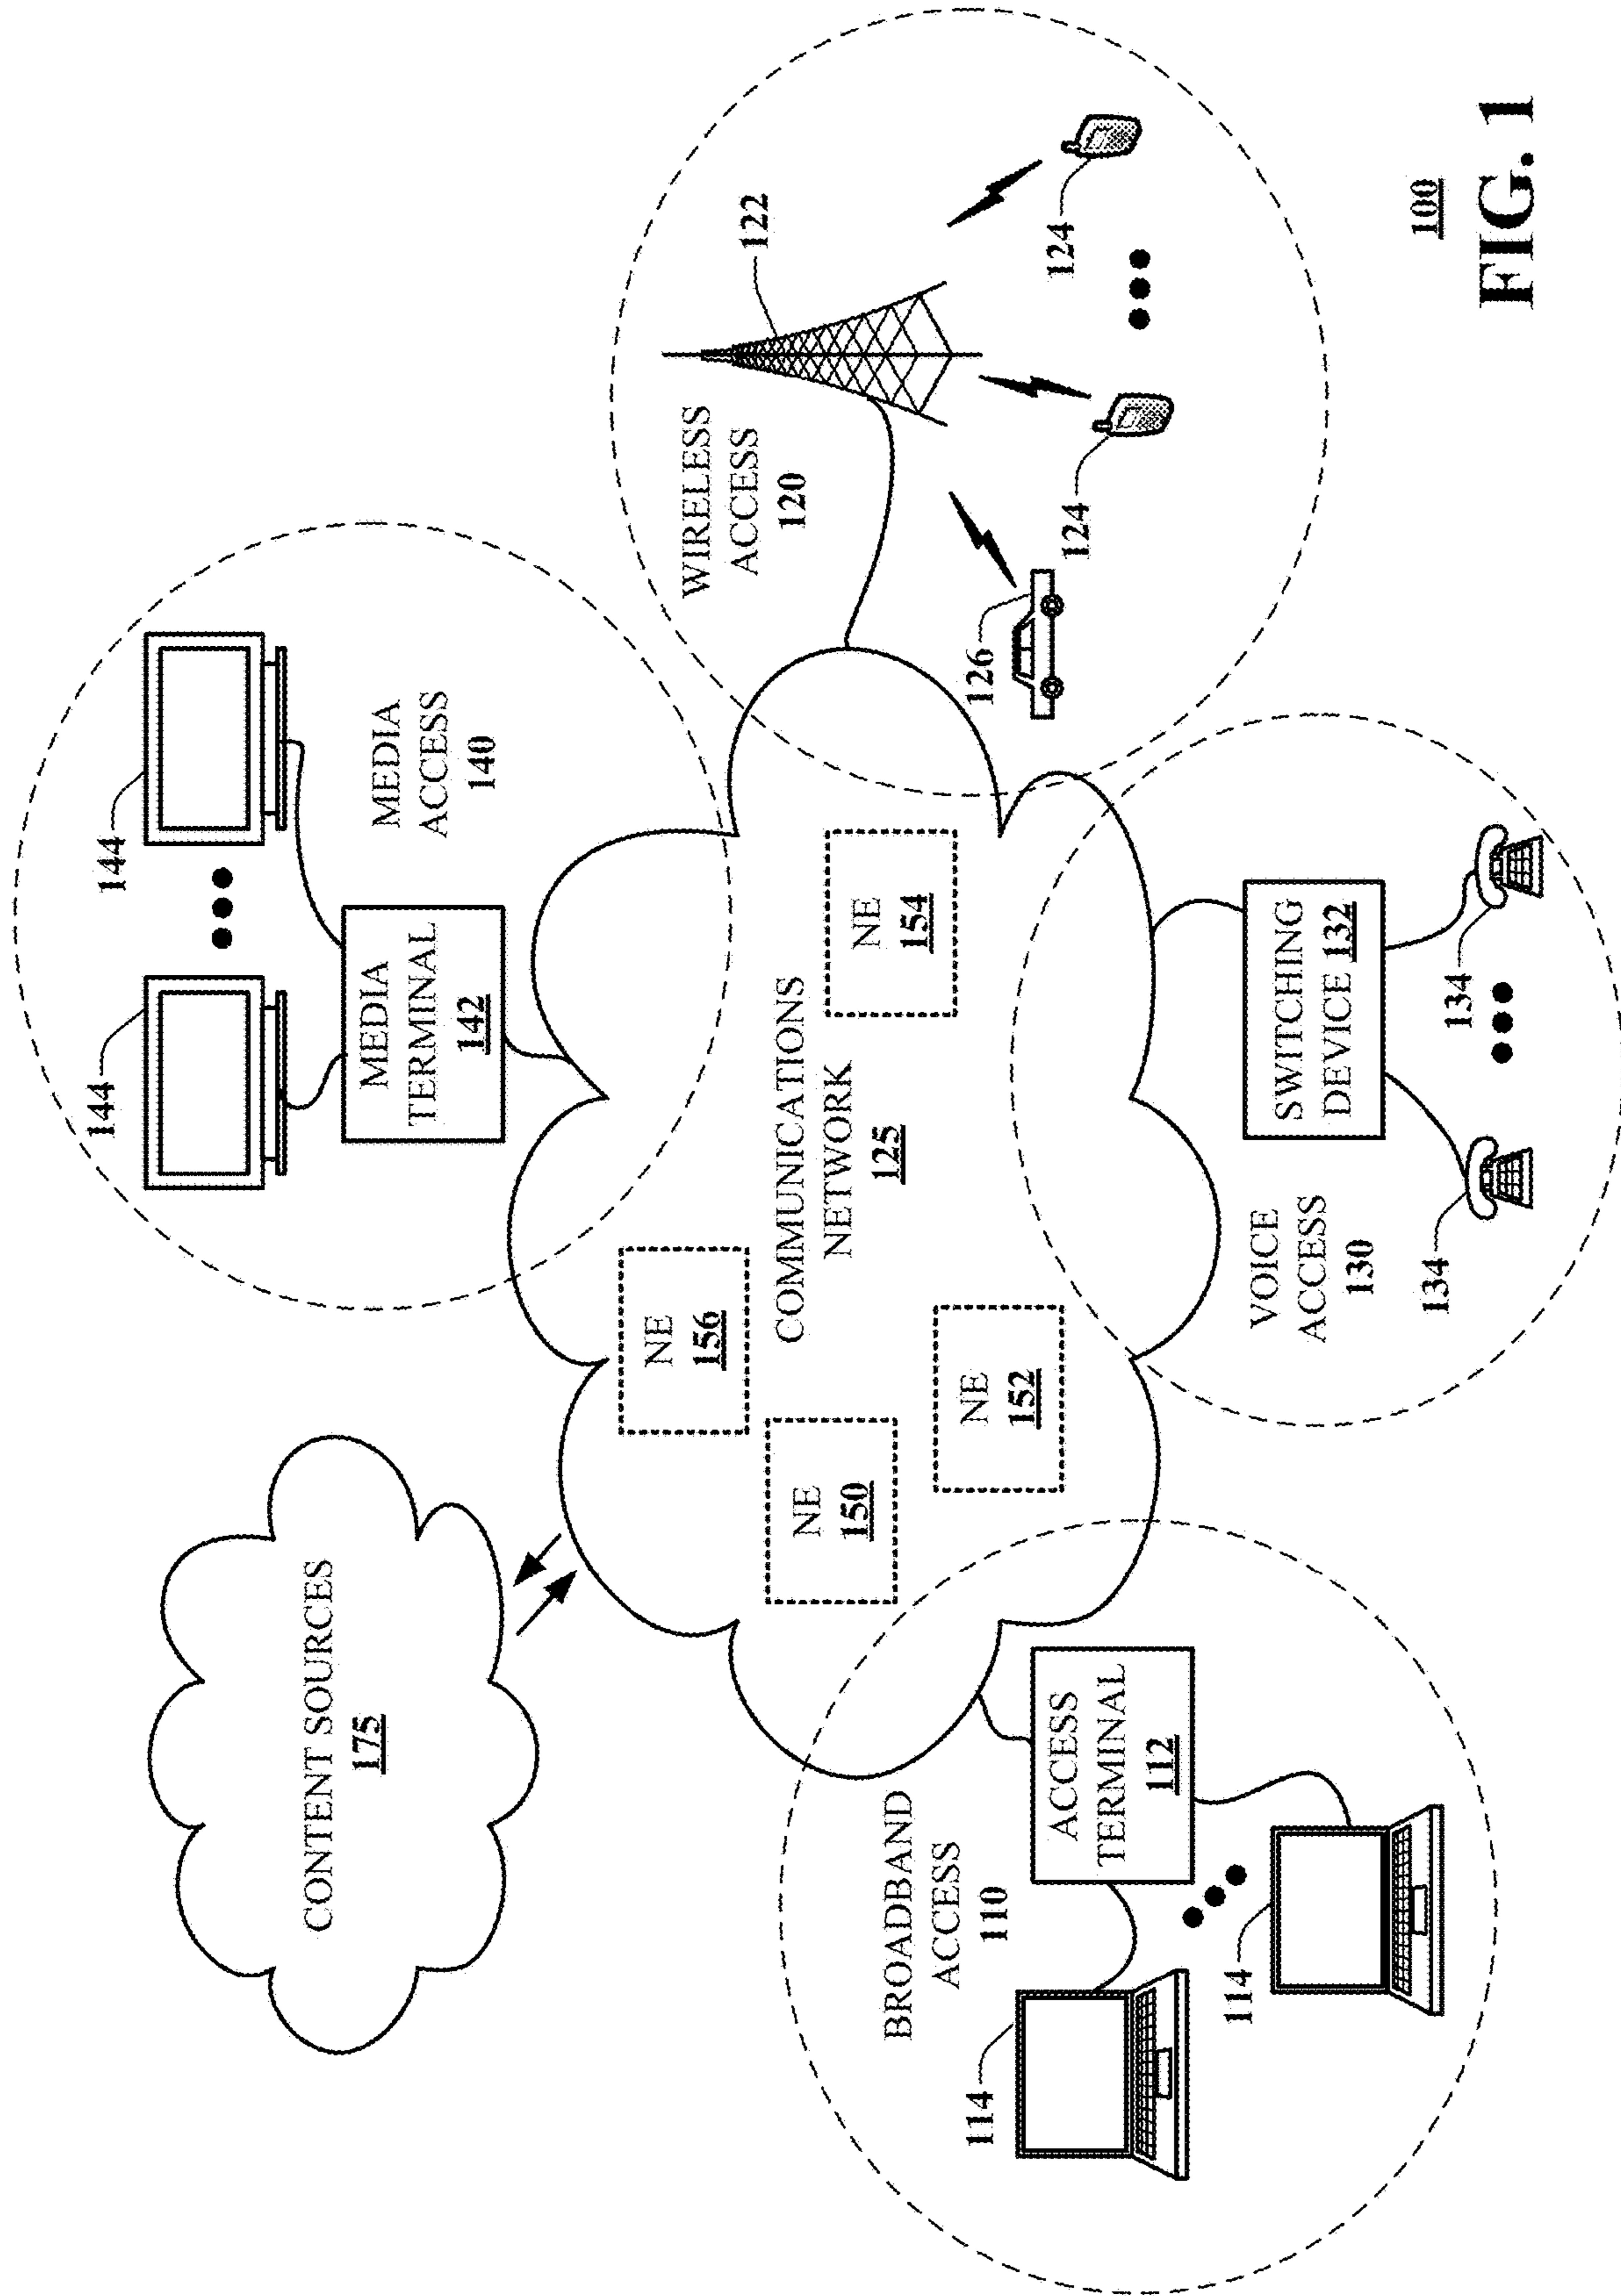 CONTENT SOURCES
175
144
144
MEDIA
TERMINAL
142
MEDIA
ACCESS
140
WIRELESS
ACCESS
120
122
124
124
126
NE
156
NE
150
COMMUNICATIONS
NETWORK
125
NE
154
NE
152
BROADBAND
ACCESS
110
ACCESS
TERMINAL
112
114
114
VOICE
ACCESS
130
SWITCHING
DEVICE 132
134
134
100
FIG. 1